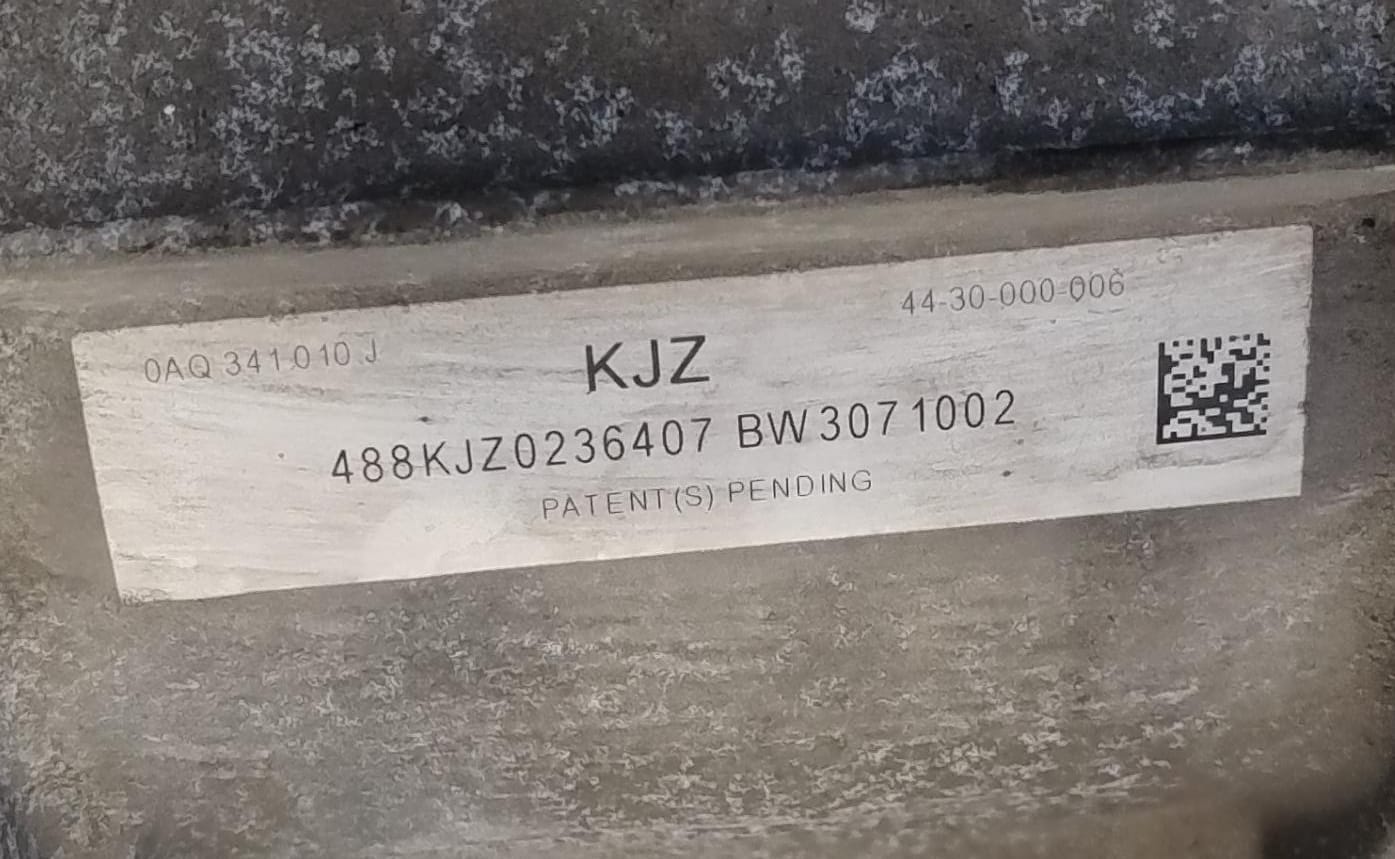 0AQ 341 010 J
44-30-000-006
KJZ
488KJZ0236407 BW3071002
PATENT(S) PENDING